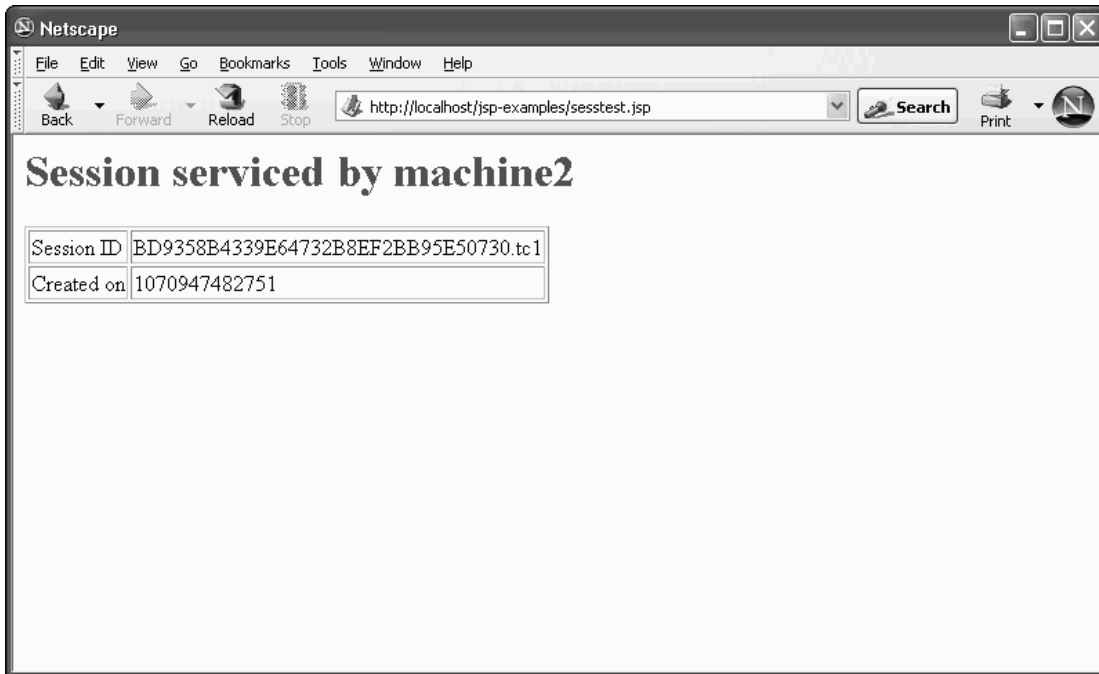 Netscape
File Edit View Go Bookmarks Tools Window Help
Back Forward Reload Stop http://localhost/jsp-examples/sesstest.jsp Search Print N
Session serviced by machine2
Session ID BD9358B4339E64732B8EF2BB95E50730.tc1
Created on 1070947482751